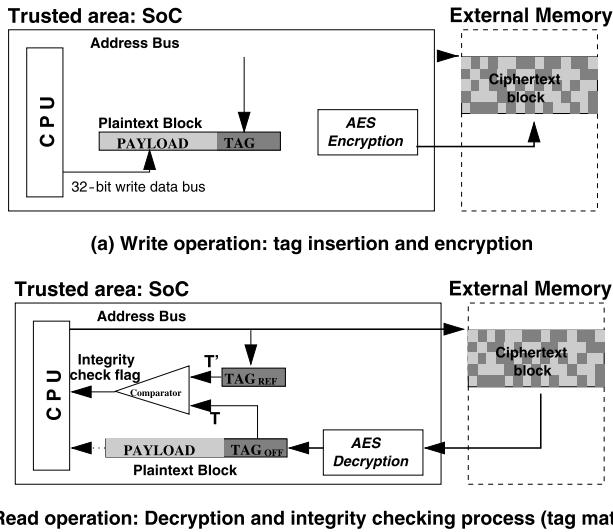 Trusted area: SoC
External Memory
Address Bus
CPU
Plaintext Block
PAYLOAD TAG
32-bit write data bus
AES
Encryption
Ciphertext
block
(a) Write operation: tag insertion and encryption
Trusted area: SoC
External Memory
Address Bus
CPU
Integrity
check flag
T'
TAG REF
Comparator
T
Ciphertext
block
PAYLOAD TAG OFF
Plaintext Block
AES
Decryption
Read operation: Decryption and integrity checking process (tag mat